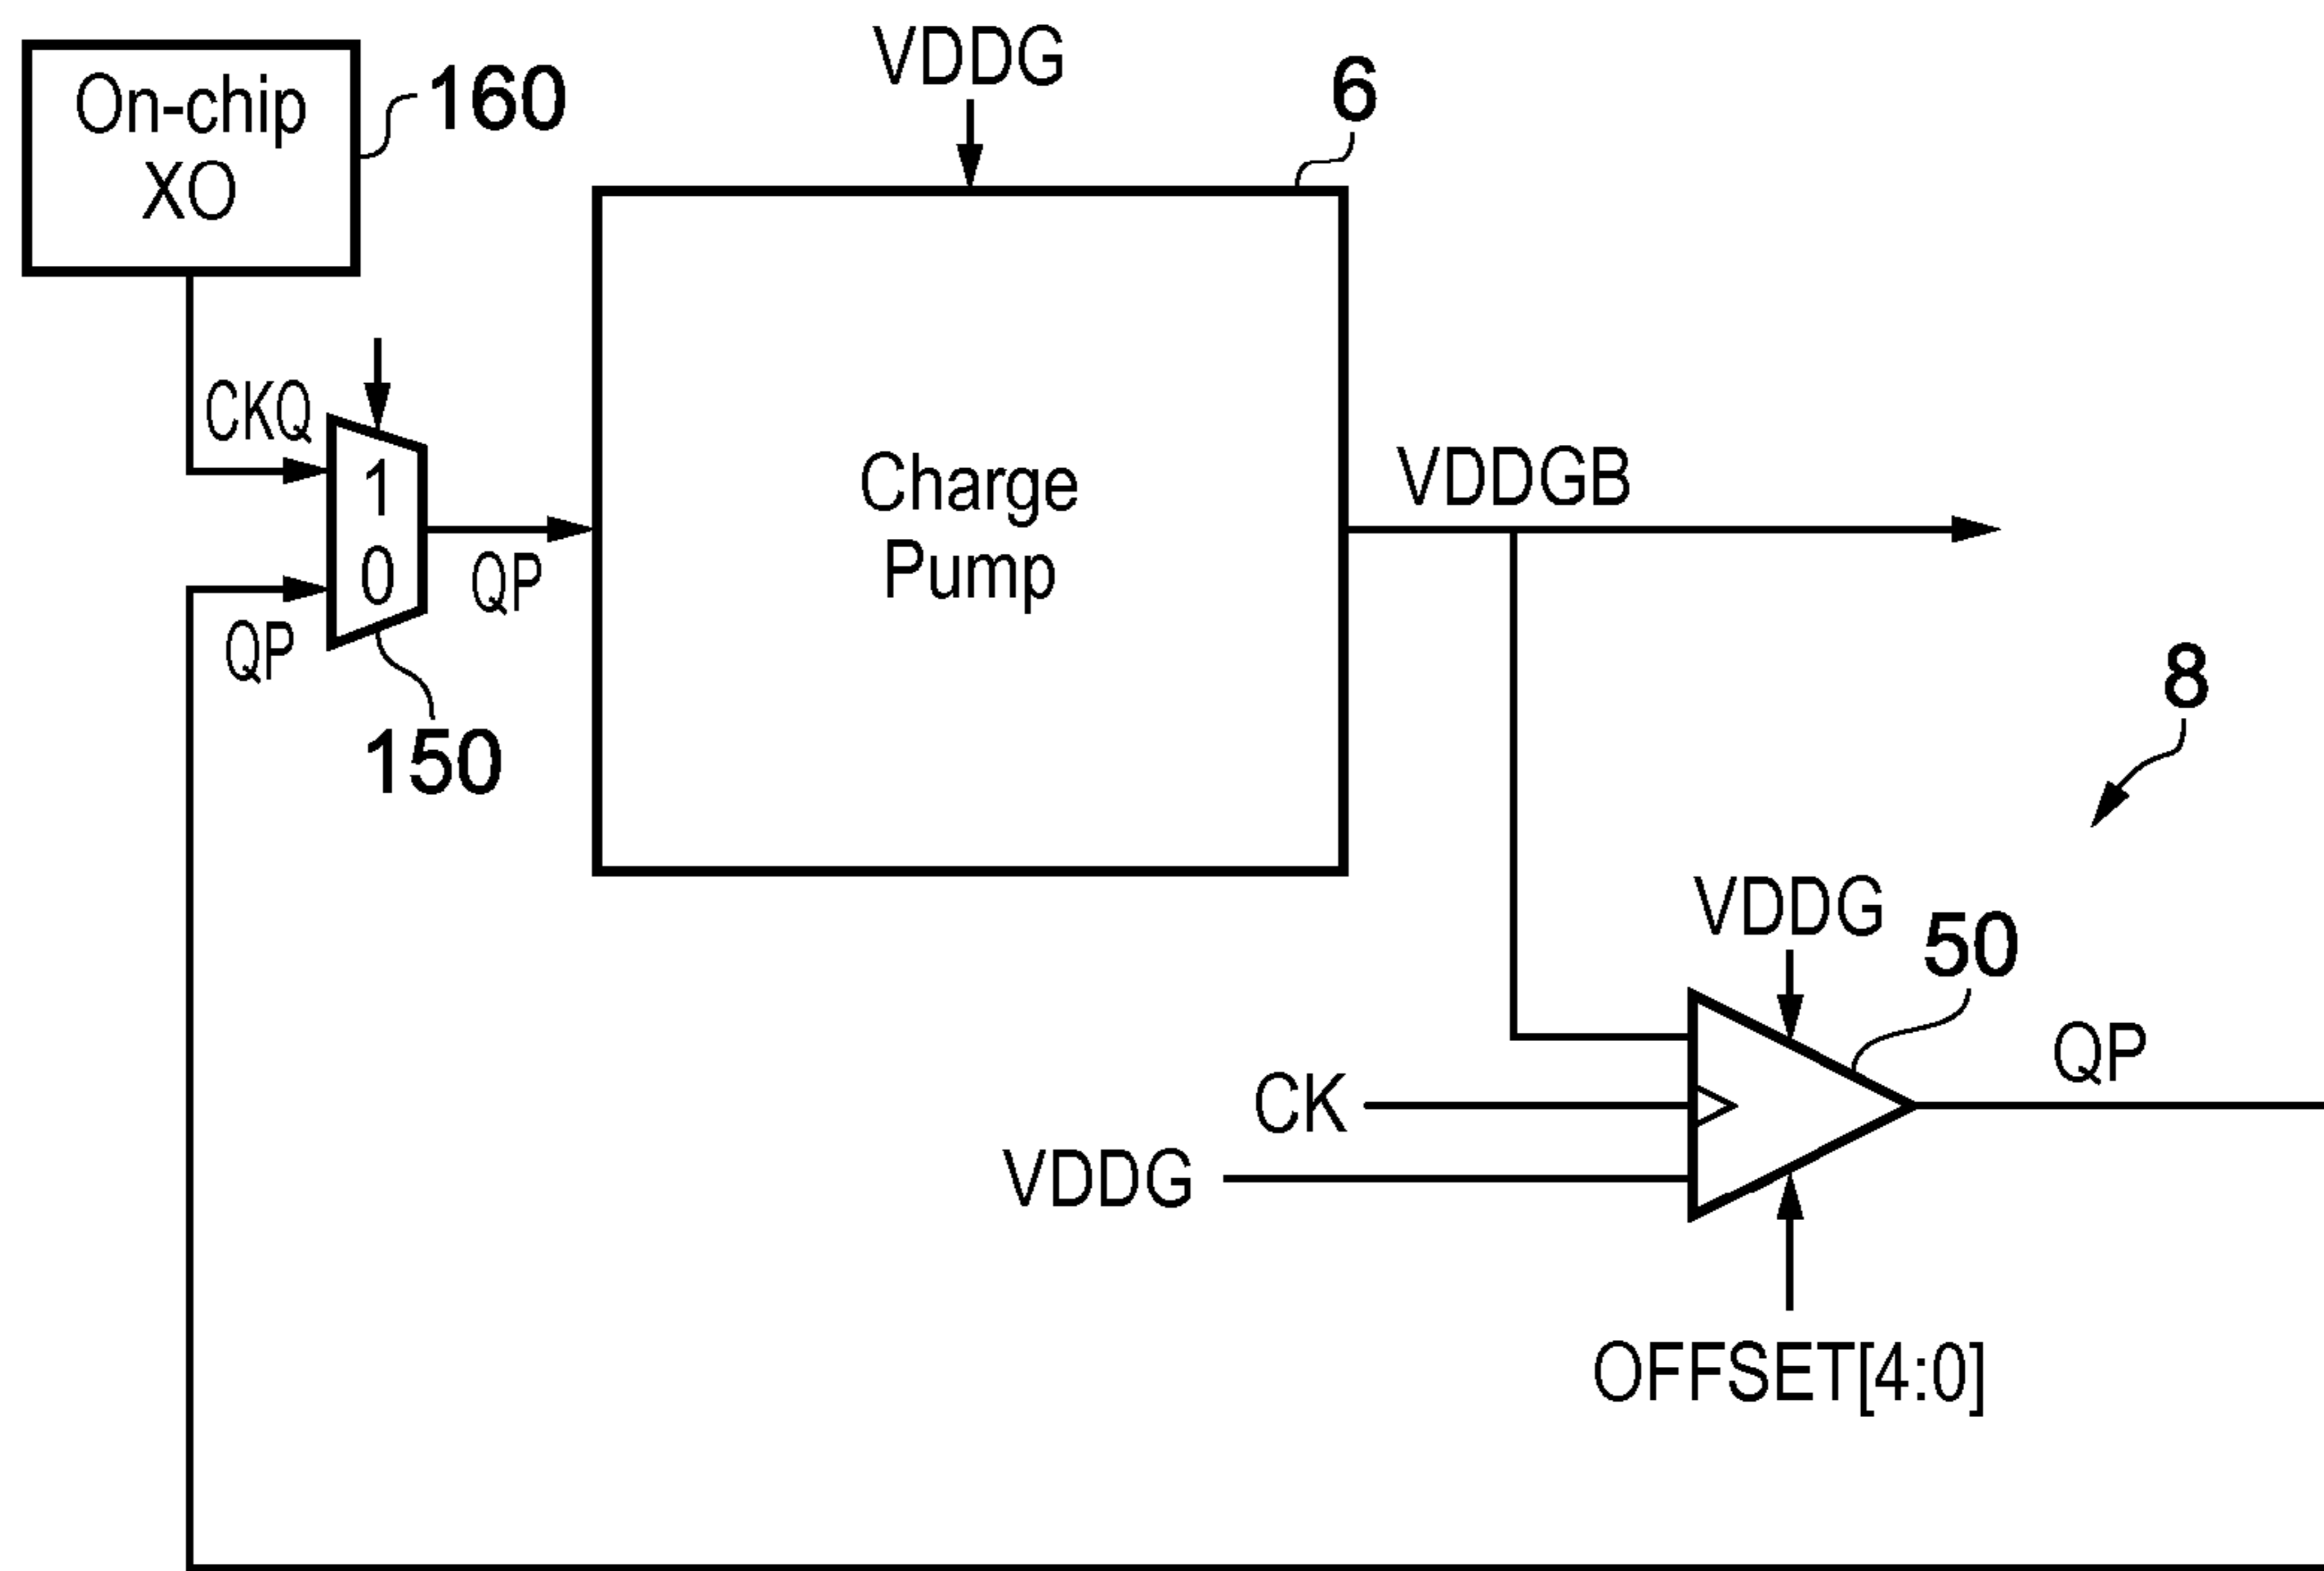 On-chip
XO
160
VDDG
6
CKQ
1
0
QP
QP
150
Charge
Pump
VDDGB
8
VDDG
50
CK
VDDG
QP
OFFSET[4:0]